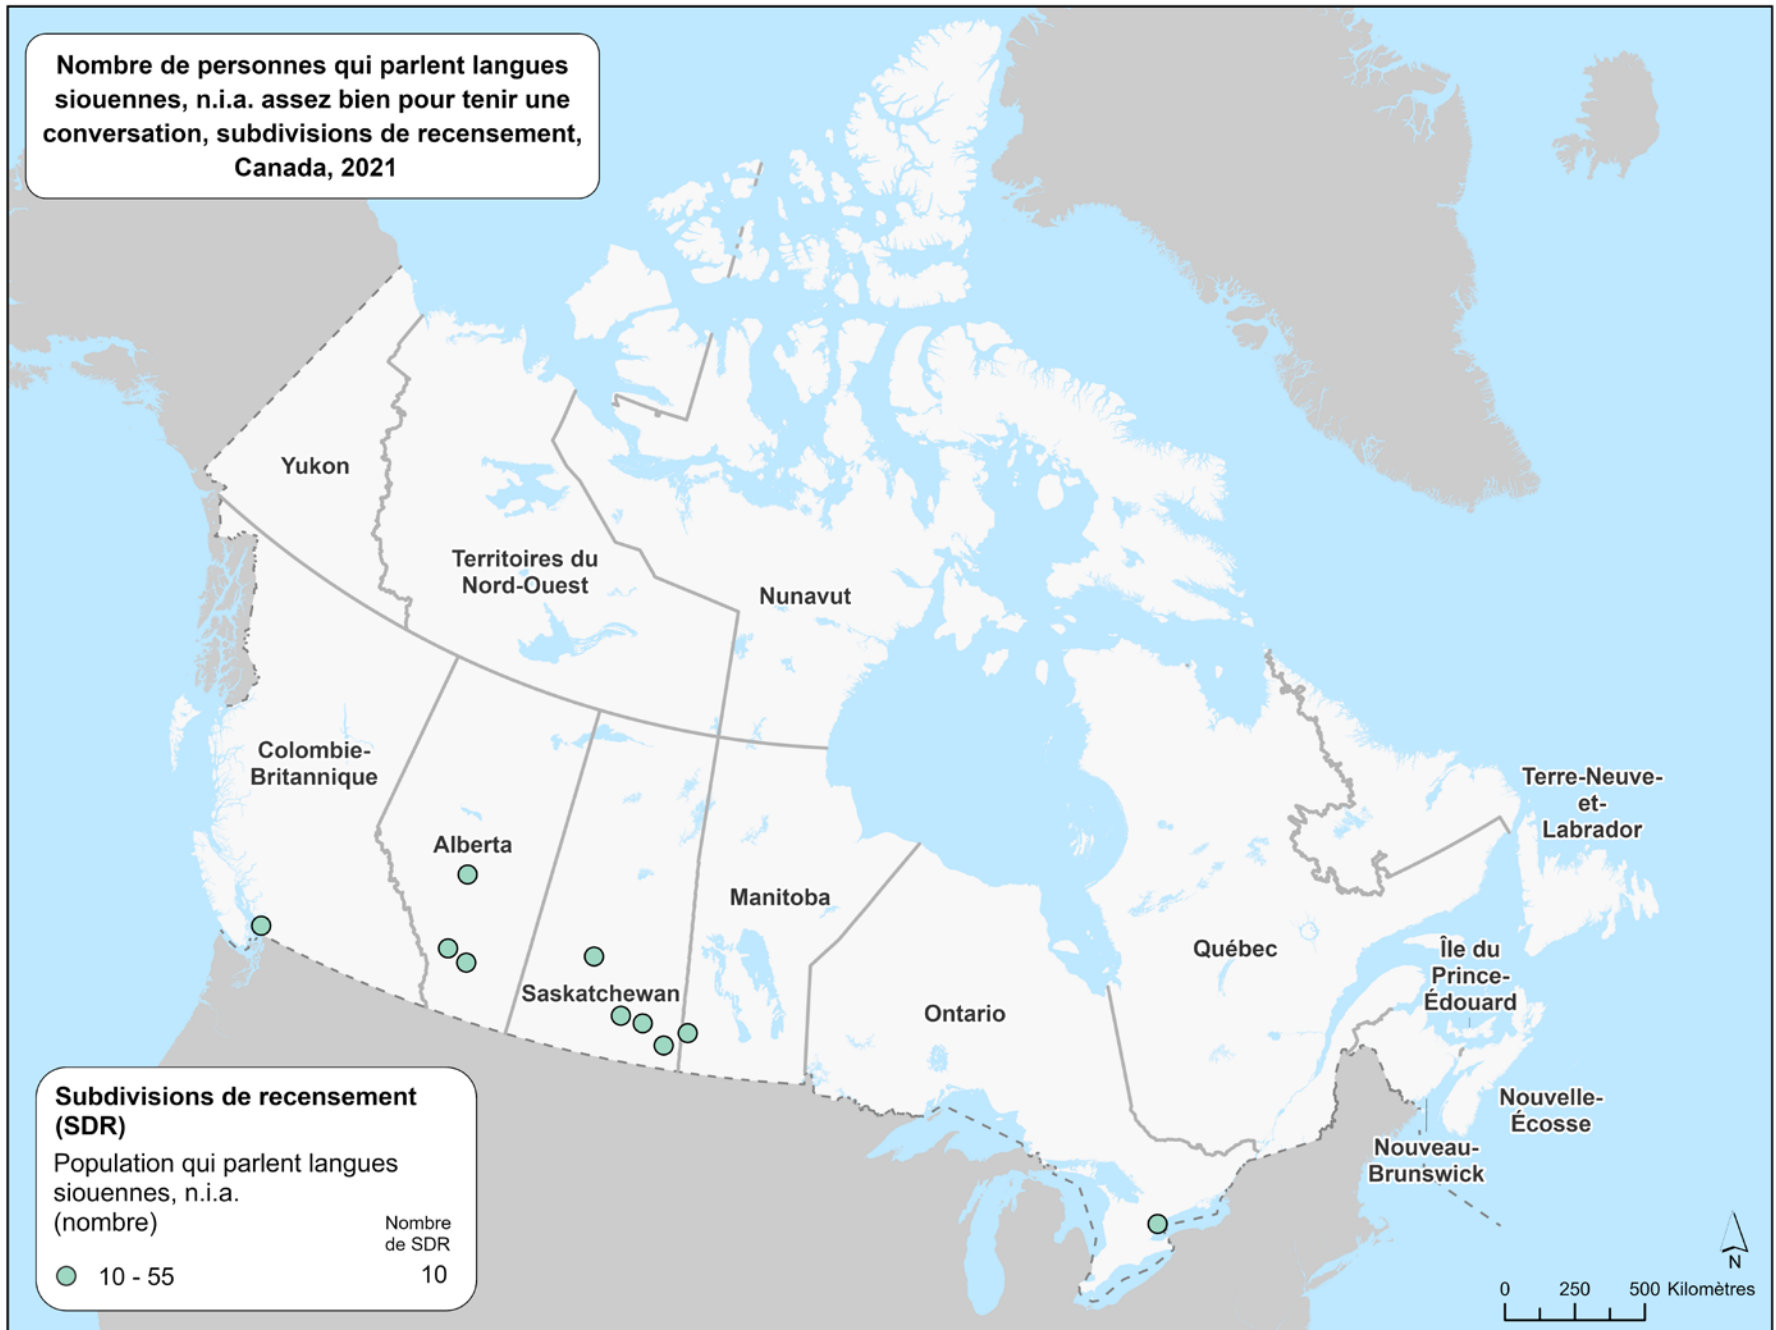 Nombre de personnes qui parlent langues
siouennes, n.i.a. assez bien pour tenir une
conversation, subdivisions de recensement,
Canada, 2021
Yukon
Territoires du
Nord-Ouest
Nunavut
Colombie-
Britannique
Alberta
Saskatchewan
Manitoba
Ontario
Québec
Terre-Neuve-
et-
Labrador
Île du
Prince-
Édouard
Nouvelle-
Écosse
Nouveau-
Brunswick
Subdivisions de recensement
(SDR)
Population qui parlent langues
siouennes, n.i.a.
(nombre)
Nombre
de SDR
10 - 55
10
N
0 250 500 Kilomètres